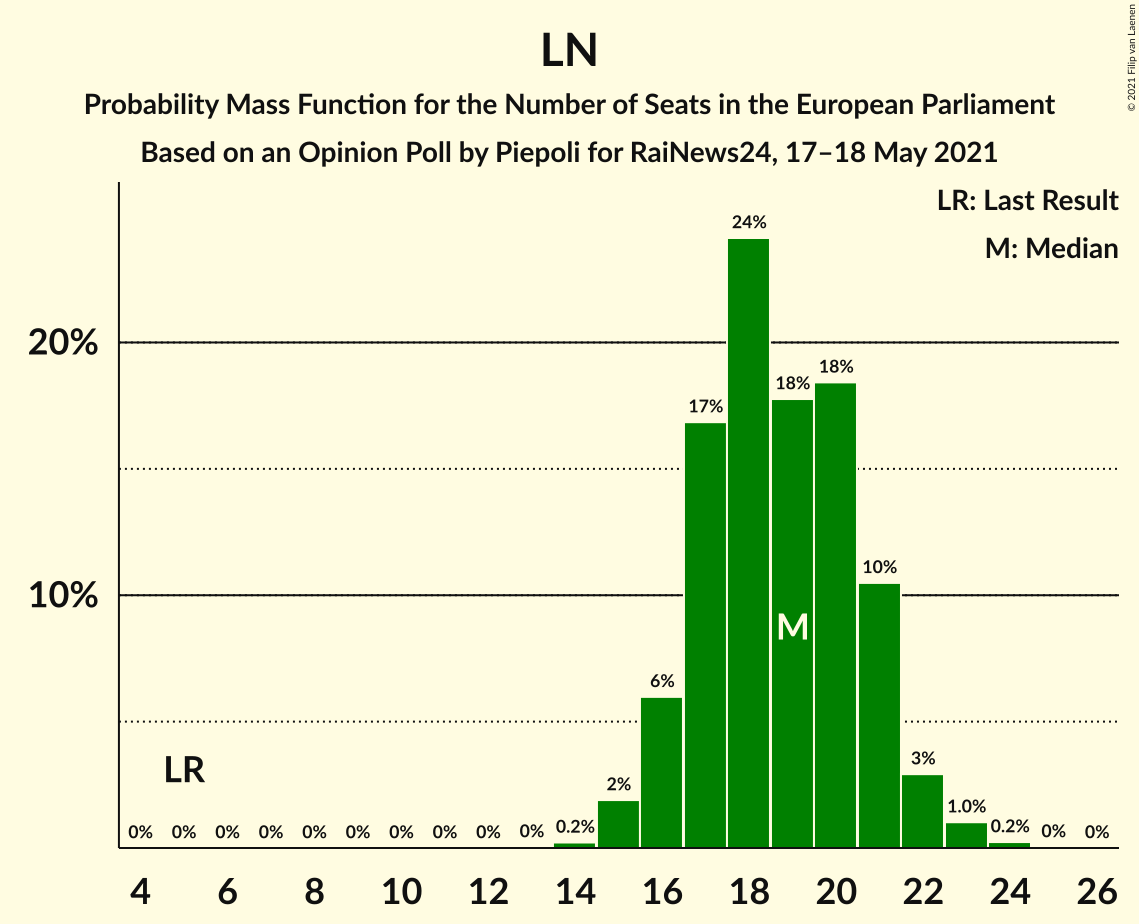 LN
Probability Mass Function for the Number of Seats in the European Parliament
Based on an Opinion Poll by Piepoli for RaiNews24, 17–18 May 2021
© 2021 Filip van Laenen
LR: Last Result
M: Median
24%
20%
18%
18%
17%
10%
10%
M
6%
LR
3%
2%
1.0%
0% 0% 0% 0% 0% 0% 0% 0% 0% 0% 0.2% 0.2% 0% 0%
4 6 8 10 12 14 16 18 20 22 24 26